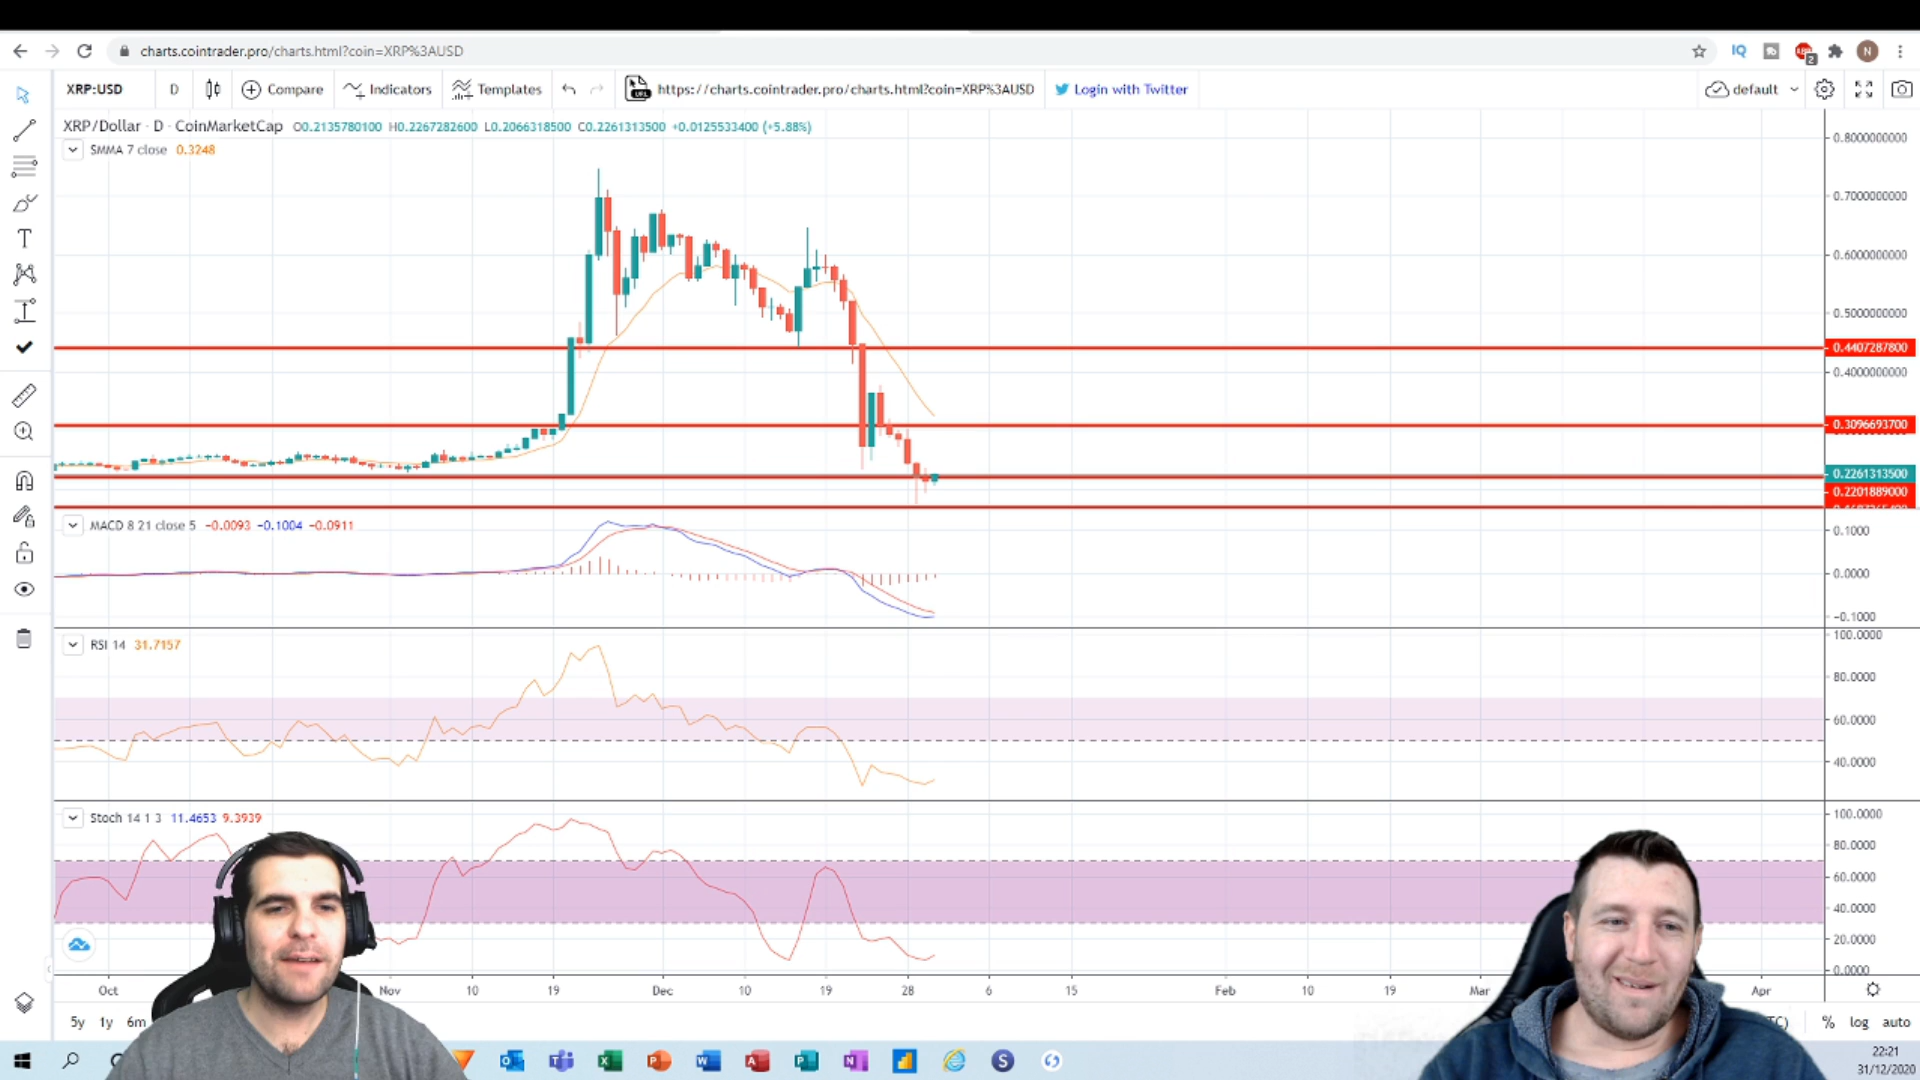 charts.cointrader.pro/charts.html?coin=XRP%3AUSD
IQ
2
N
XRP:USD D Compare Indicators Templates https://charts.cointrader.pro/charts.html?coin=XRP%3AUSD Login with Twitter default
XRP/Dollar · D · CoinMarketCap O0.2135780100 H0.2267282600 L0.2066318500 C0.2261313500 +0.0125533400 (+5.88%)
SMMA 7 close 0.3248
0.8000000000
0.7000000000
0.6000000000
0.5000000000
0.4407287800
0.4000000000
0.3096693700
0.2261313500
0.2201889000
MACD 8 21 close 5 -0.0093 -0.1004 -0.0911
0.1000
0.0000
-0.1000
RSI 14 31.7157
100.0000
80.0000
60.0000
40.0000
Stoch 14 1 3 11.4653 9.3939
100.0000
80.0000
60.0000
40.0000
20.0000
0.0000
Oct Nov 10 19 Dec 10 19 28 6 15 Feb 10 19 Mar Apr
5y 1y 6m % log auto
22:21
31/12/2020